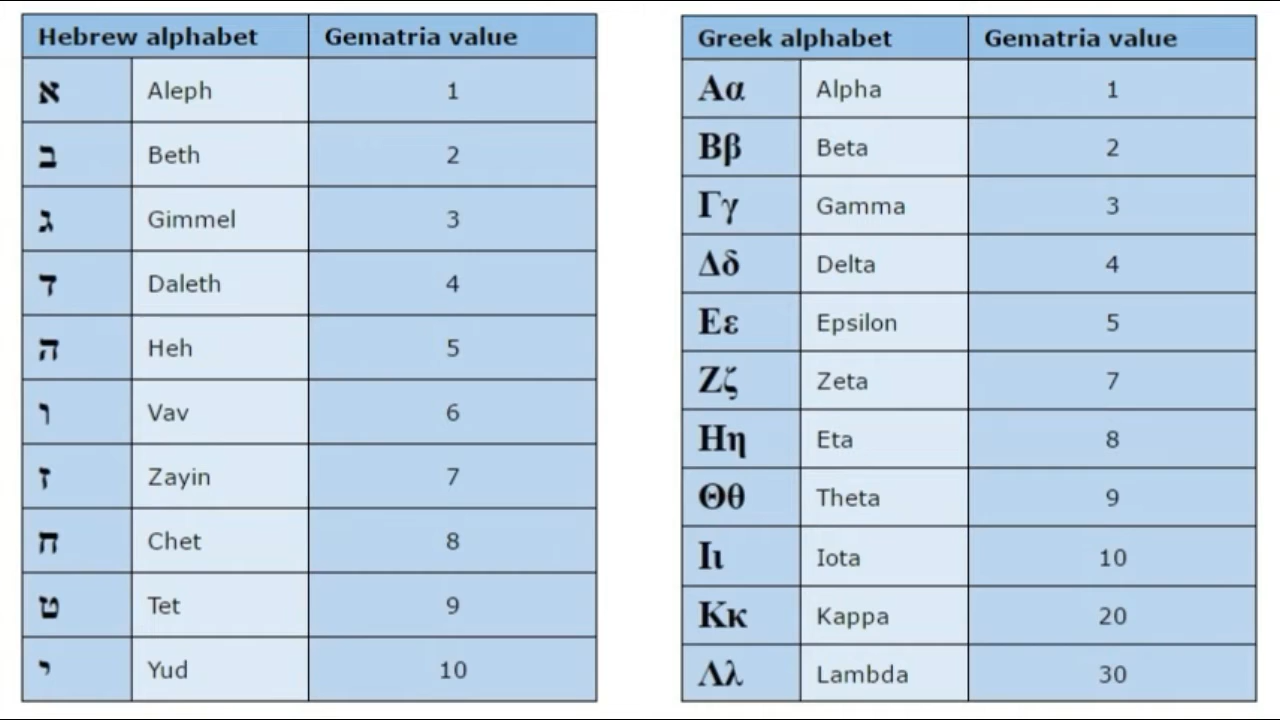 Hebrew alphabet Gematria value
א Aleph 1
ב Beth 2
ג Gimmel 3
ד Daleth 4
ה Heh 5
ו Vav 6
ז Zayin 7
ח Chet 8
ט Tet 9
י Yud 10
Greek alphabet Gematria value
Αα Alpha 1
Ββ Beta 2
Γγ Gamma 3
Δδ Delta 4
Εε Epsilon 5
Ζζ Zeta 7
Ηη Eta 8
Θθ Theta 9
Ιι Iota 10
Κκ Kappa 20
Λλ Lambda 30